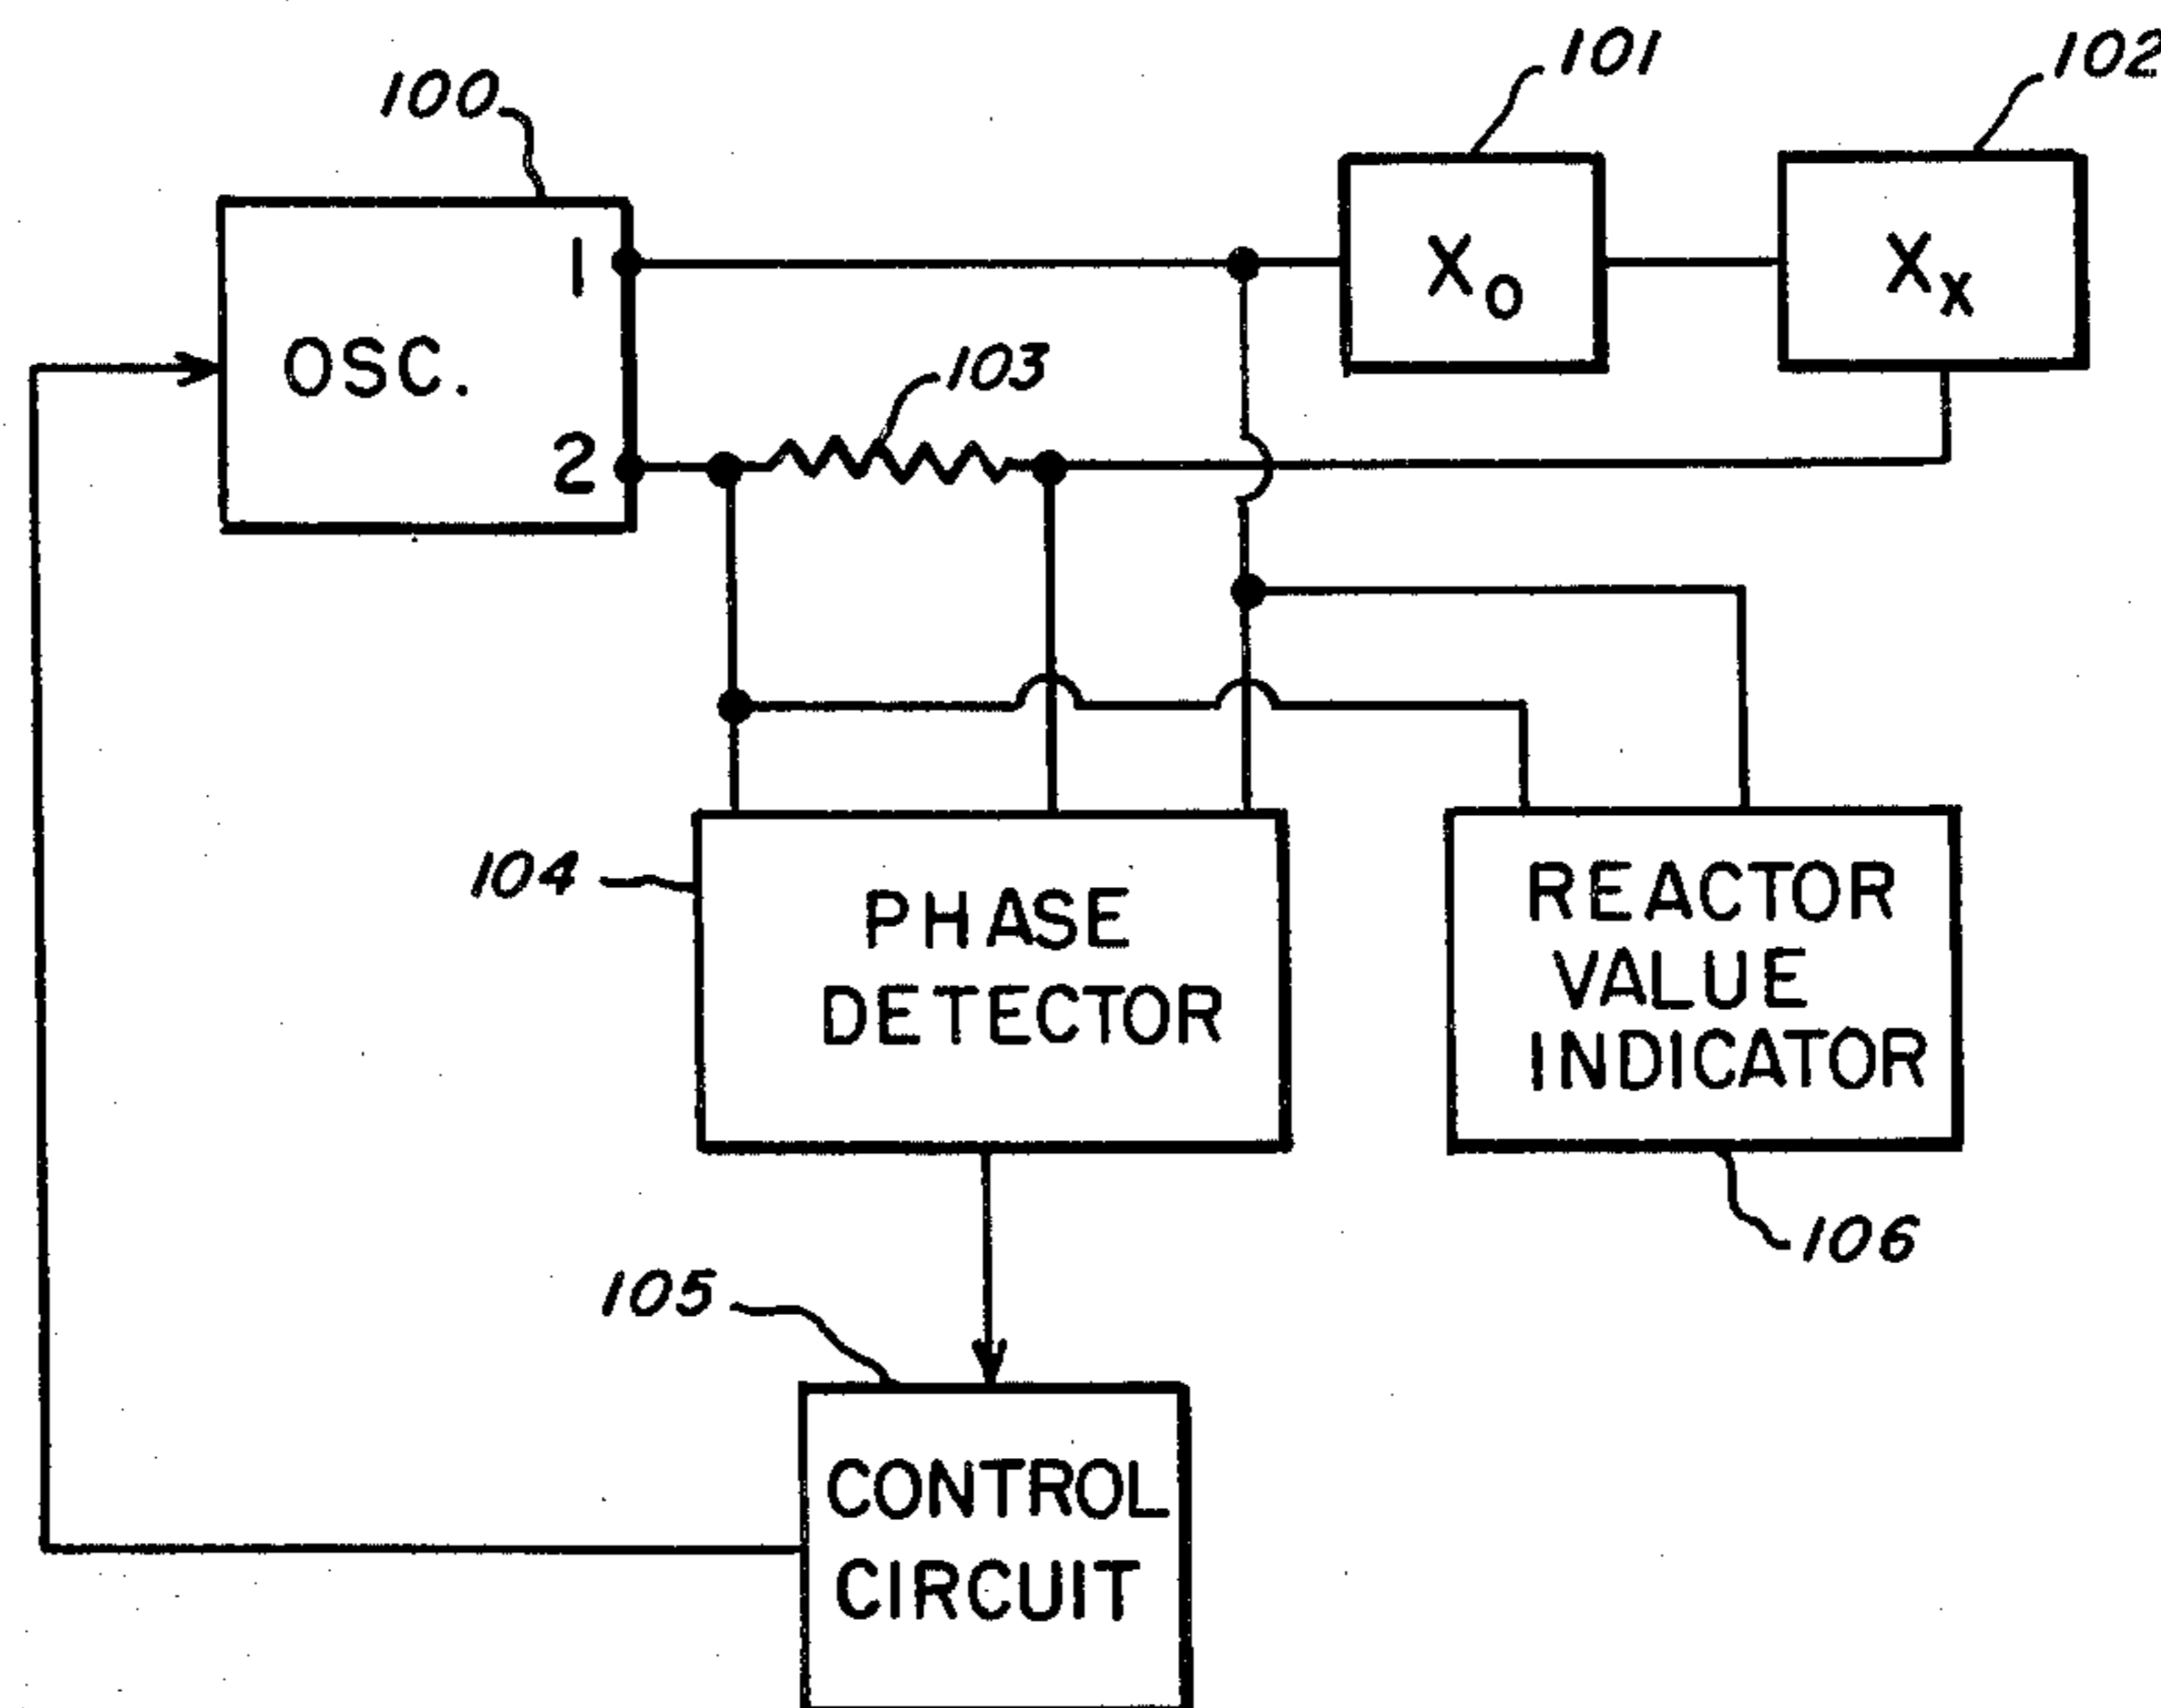 100
101
102
1
OSC.
2
X₀
Xₓ
103
104
PHASE
DETECTOR
REACTOR
VALUE
INDICATOR
106
105
CONTROL
CIRCUIT